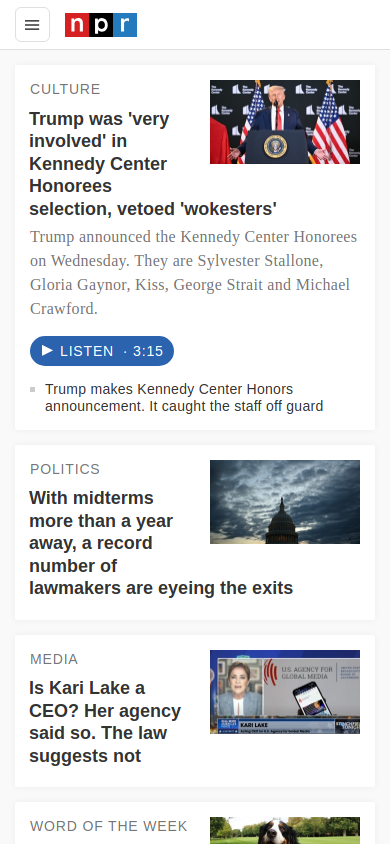 npr
CULTURE
Trump was 'very
involved' in
Kennedy Center
Honorees
selection, vetoed 'wokesters'
Trump announced the Kennedy Center Honorees
on Wednesday. They are Sylvester Stallone,
Gloria Gaynor, Kiss, George Strait and Michael
Crawford.
LISTEN · 3:15
Trump makes Kennedy Center Honors
announcement. It caught the staff off guard
POLITICS
With midterms
more than a year
away, a record
number of
lawmakers are eyeing the exits
MEDIA
Is Kari Lake a
CEO? Her agency
said so. The law
suggests not
U.S. AGENCY FOR
GLOBAL MEDIA
KARI LAKE
WORD OF THE WEEK